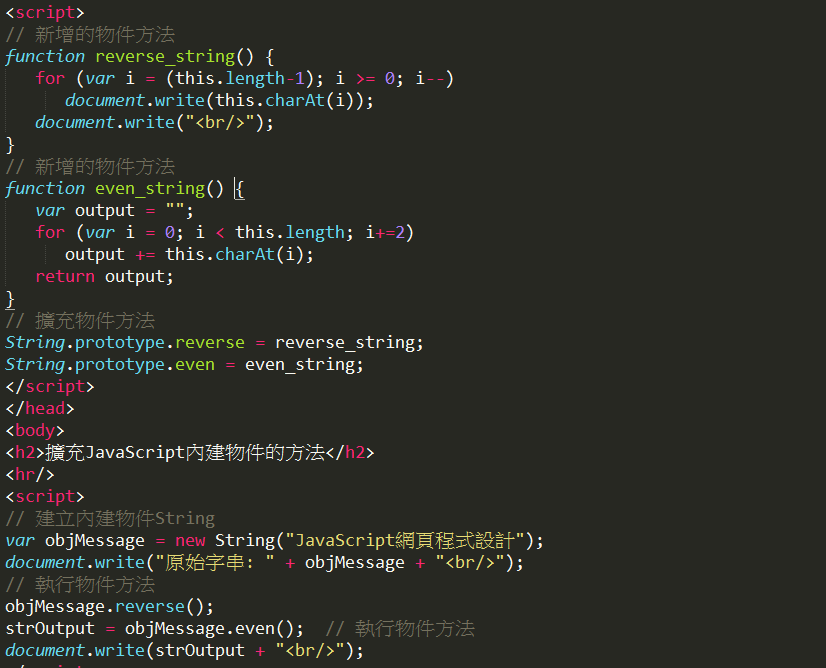 <script>
// 新增的物件方法
function reverse_string() {
   for (var i = (this.length-1); i >= 0; i--)
      document.write(this.charAt(i));
   document.write("<br/>");
}
// 新增的物件方法
function even_string() {
   var output = "";
   for (var i = 0; i < this.length; i+=2)
      output += this.charAt(i);
   return output;
}
// 擴充物件方法
String.prototype.reverse = reverse_string;
String.prototype.even = even_string;
</script>
</head>
<body>
<h2>擴充JavaScript內建物件的方法</h2>
<hr/>
<script>
// 建立內建物件String
var objMessage = new String("JavaScript網頁程式設計");
document.write("原始字串: " + objMessage + "<br/>");
// 執行物件方法
objMessage.reverse();
strOutput = objMessage.even();  // 執行物件方法
document.write(strOutput + "<br/>");